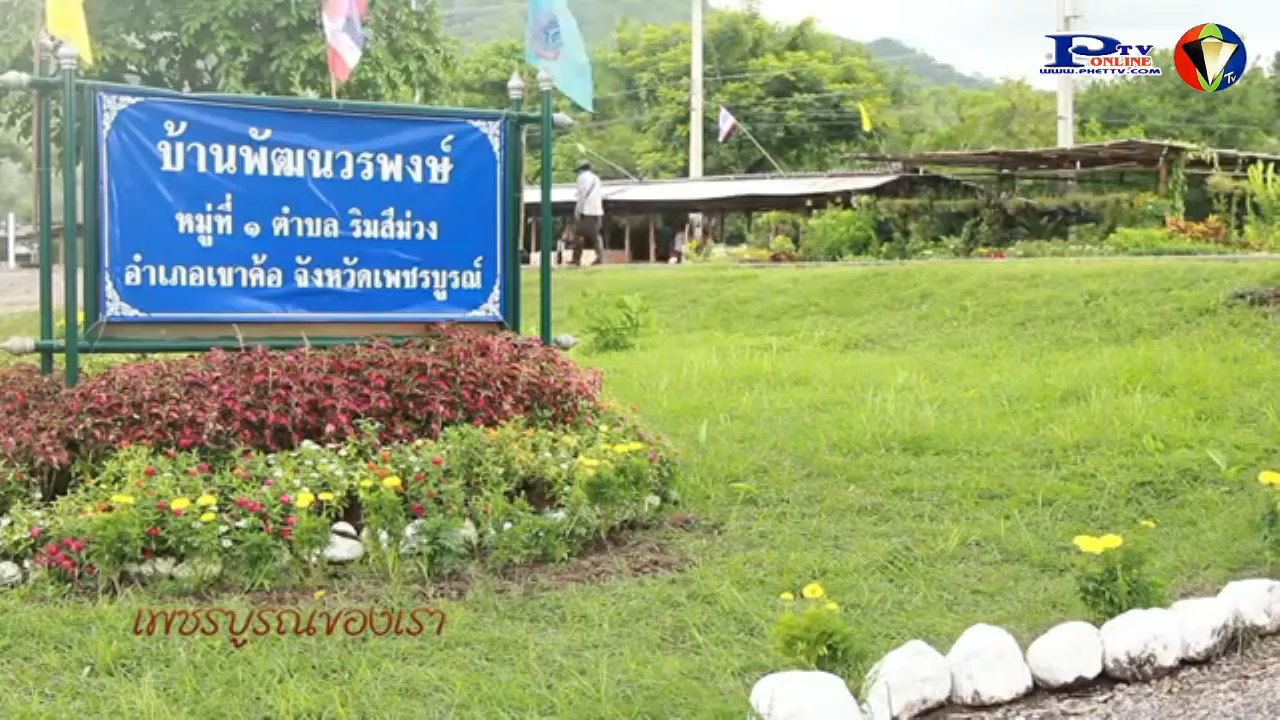 P TV
ONLINE
WWW.PHETTV.COM
TV
บ้านพัฒนวรพงษ์
หมู่ที่ ๑ ตำบล ริมสีม่วง
อำเภอเขาค้อ จังหวัดเพชรบูรณ์
เพชรบูรณ์ของเรา